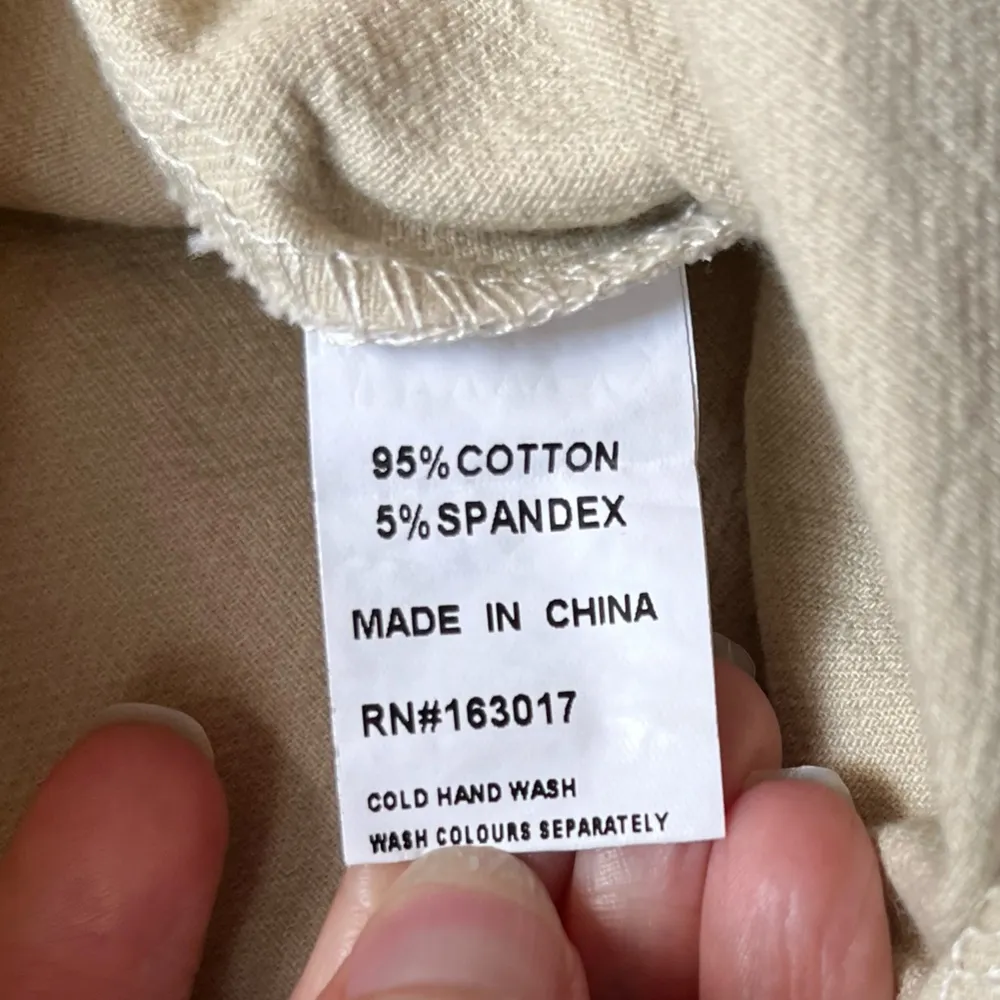 95% COTTON
5% SPANDEX
MADE IN CHINA
RN#163017
COLD HAND WASH
WASH COLOURS SEPARATELY